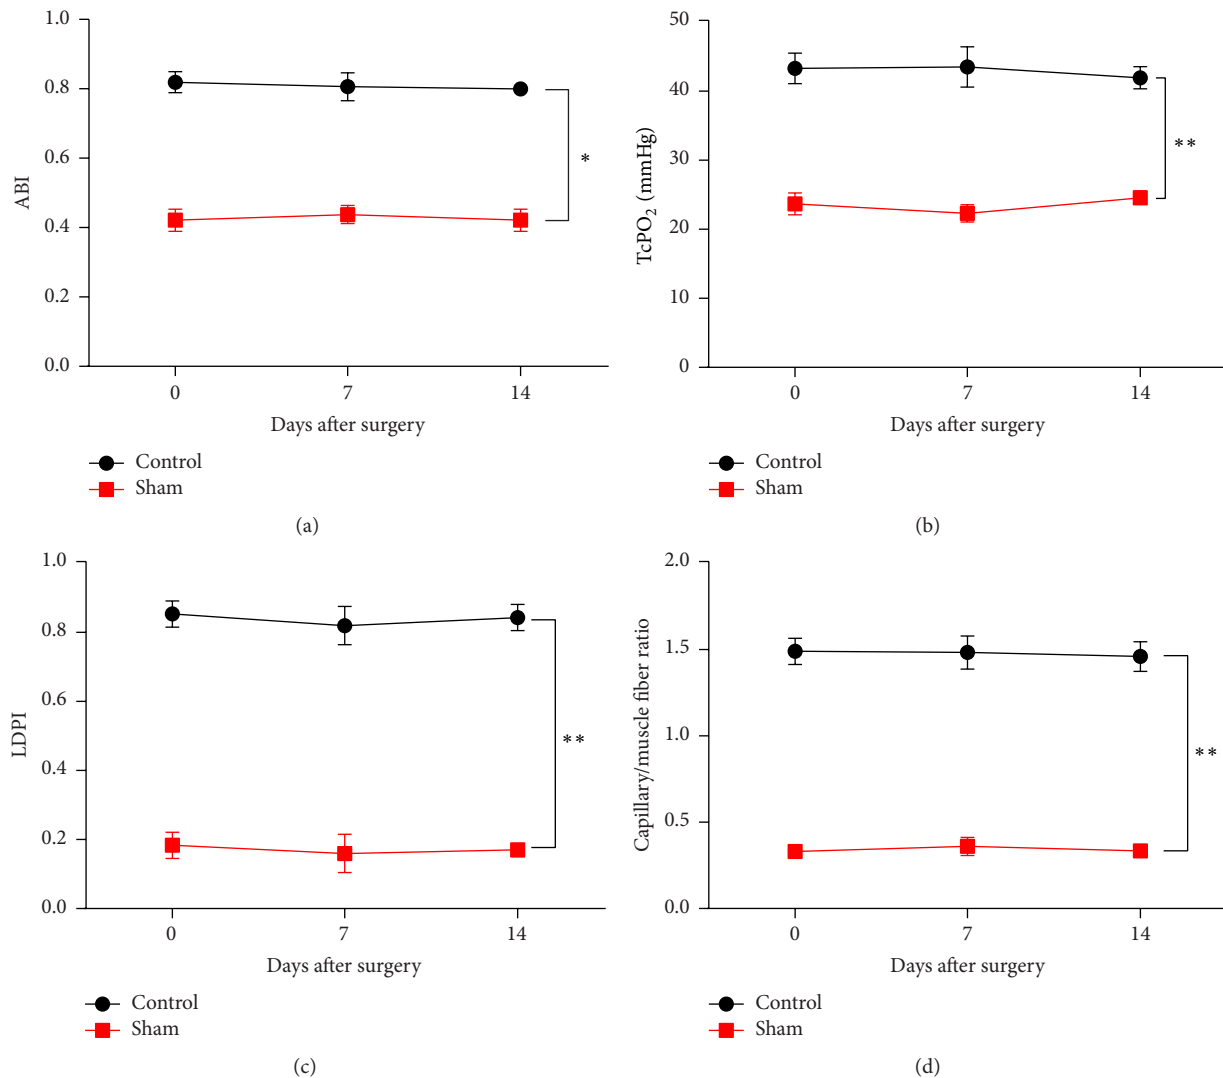 1.0
0.8
0.6
0.4
0.2
0.0
ABI
*
0
7
14
Days after surgery
Control
Sham
(a)
50
40
30
20
10
0
TcPO2 (mmHg)
**
0
7
14
Days after surgery
Control
Sham
(b)
1.0
0.8
0.6
0.4
0.2
0.0
LDPI
**
0
7
14
Days after surgery
Control
Sham
(c)
2.0
1.5
1.0
0.5
0.0
Capillary/muscle fiber ratio
**
0
7
14
Days after surgery
Control
Sham
(d)